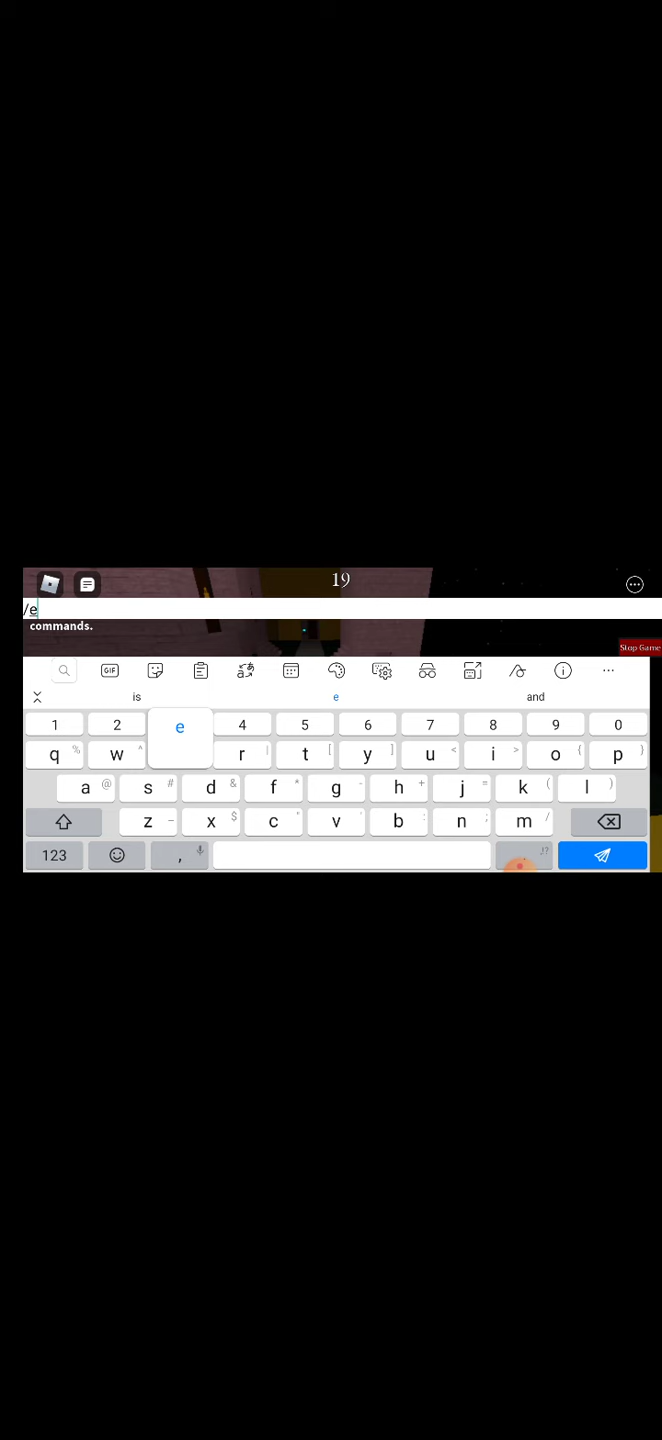 19
/e
commands.
Stop Game
GIF
is e and
1 2 e 4 5 6 7 8 9 0
q % w ^ r | t [ y ] u < i > o { p }
a @ s # d & f * g - h + j = k ( l )
z _ x $ c " v ' b : n ; m /
123 , .!?